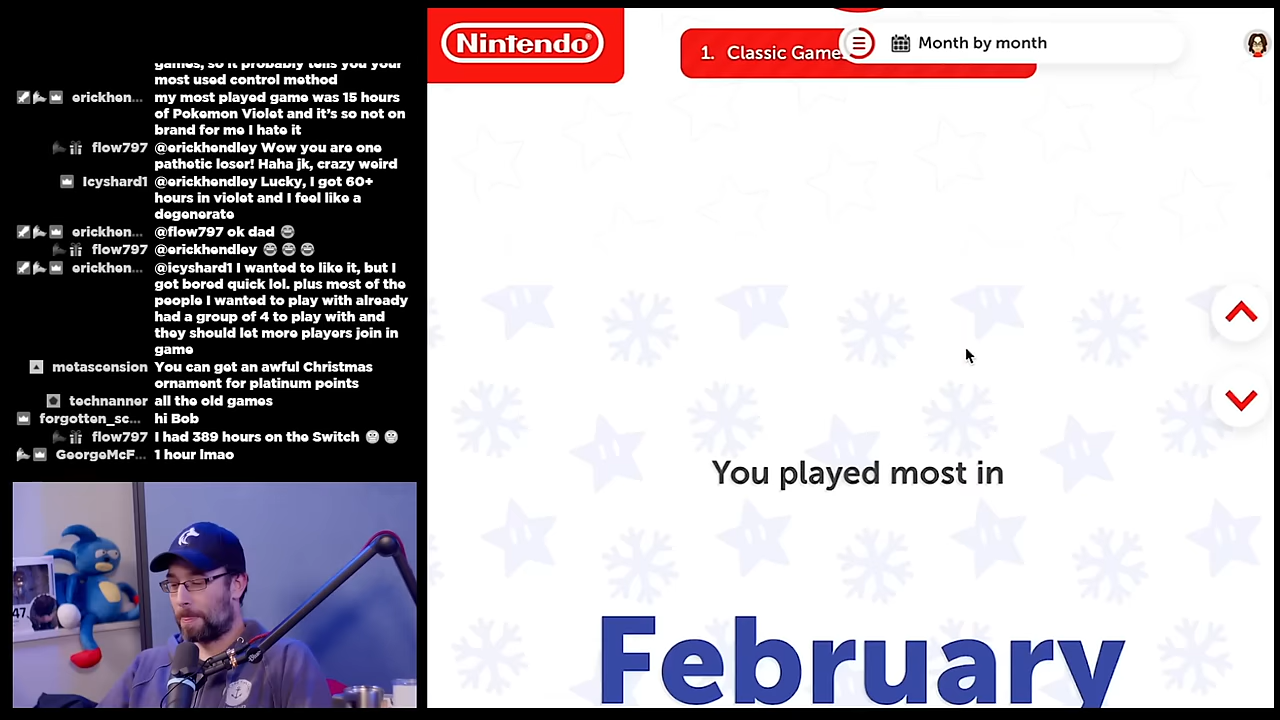 games, so it probably tells you your
most used control method
erickhen... my most played game was 15 hours
of Pokemon Violet and it's so not on
brand for me I hate it
flow797 @erickhendley Wow you are one
pathetic loser! Haha jk, crazy weird
Icyshard1 @erickhendley Lucky, I got 60+
hours in violet and I feel like a
degenerate
erickhen... @flow797 ok dad
flow797 @erickhendley
erickhen... @icyshard1 I wanted to like it, but I
got bored quick lol. plus most of the
people I wanted to play with already
had a group of 4 to play with and
they should let more players join in
game
metascension You can get an awful Christmas
ornament for platinum points
technanner all the old games
forgotten_sc... hi Bob
flow797 I had 389 hours on the Switch
GeorgeMcF... 1 hour lmao
47.
Nintendo®
1. Classic Game
Month by month
You played most in
February